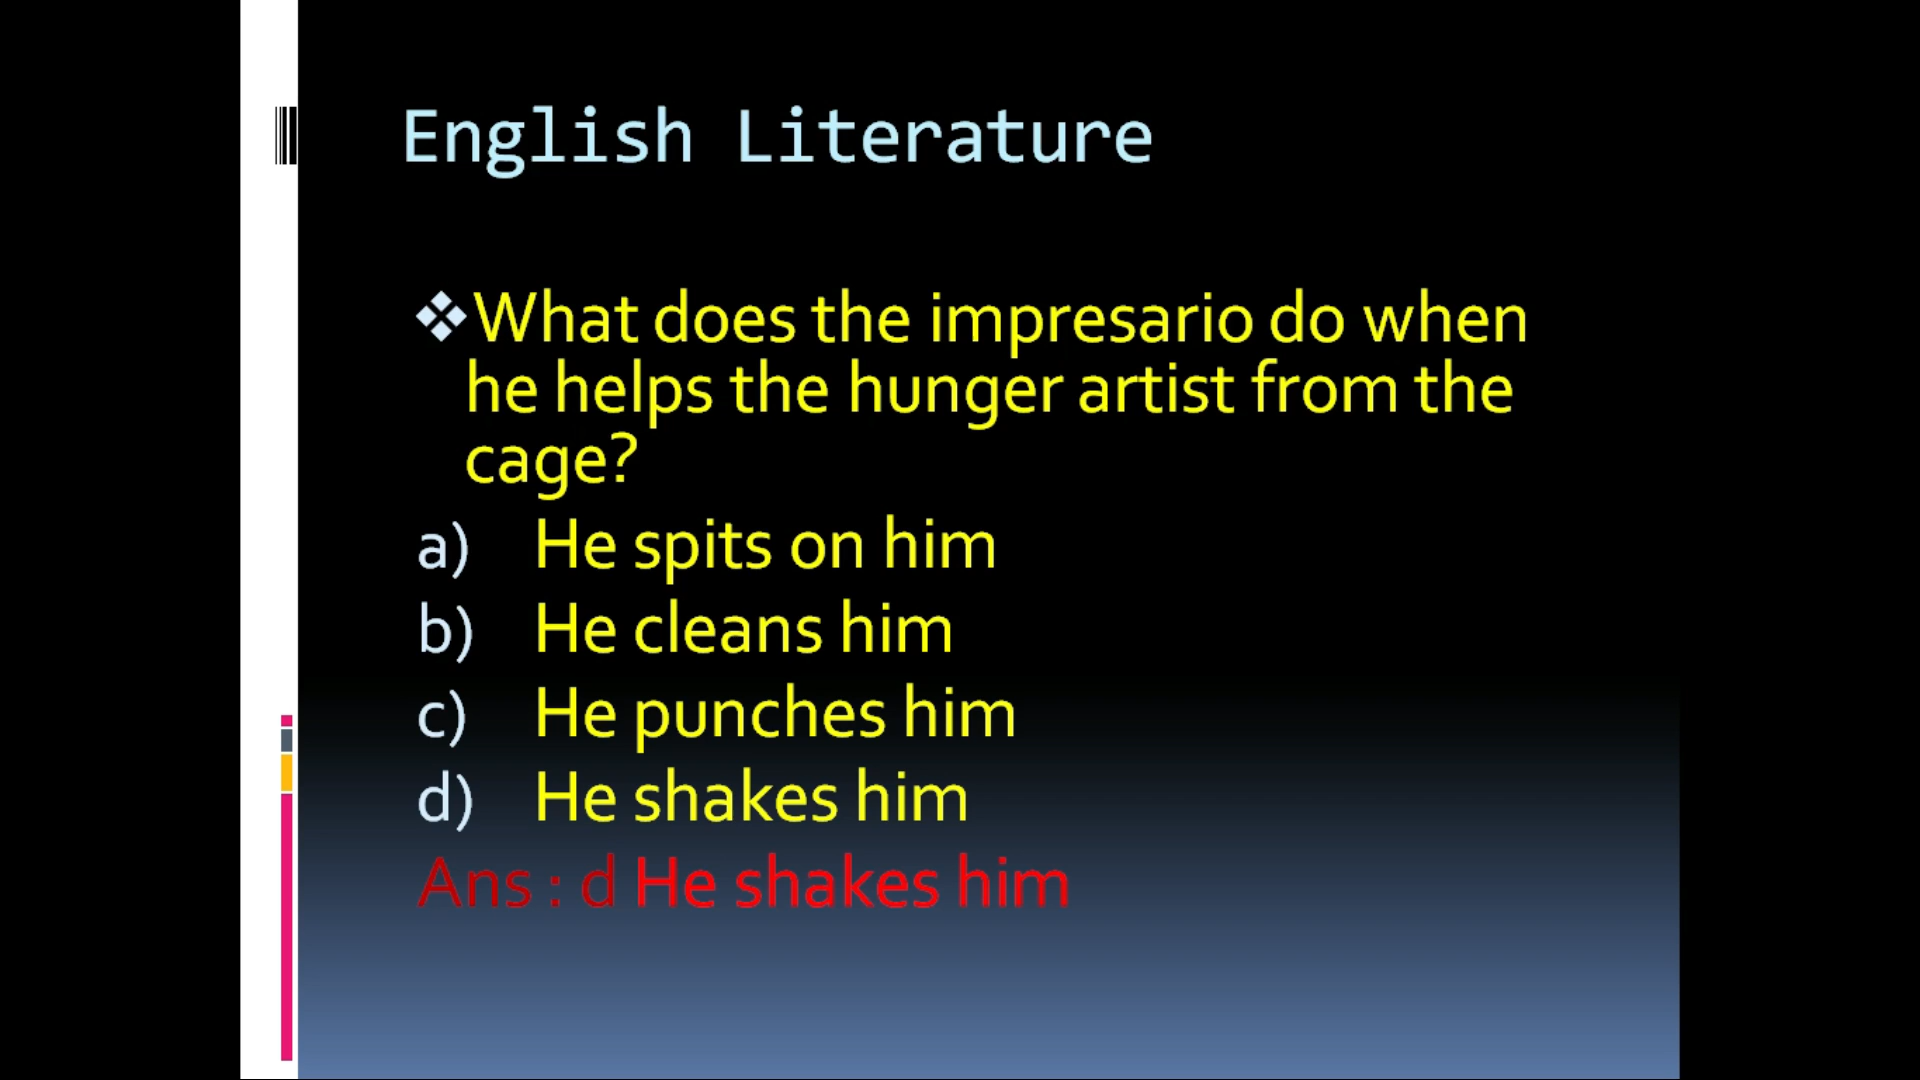 English Literature
❖What does the impresario do when
he helps the hunger artist from the
cage?
a) He spits on him
b) He cleans him
c) He punches him
d) He shakes him
Ans : d He shakes him